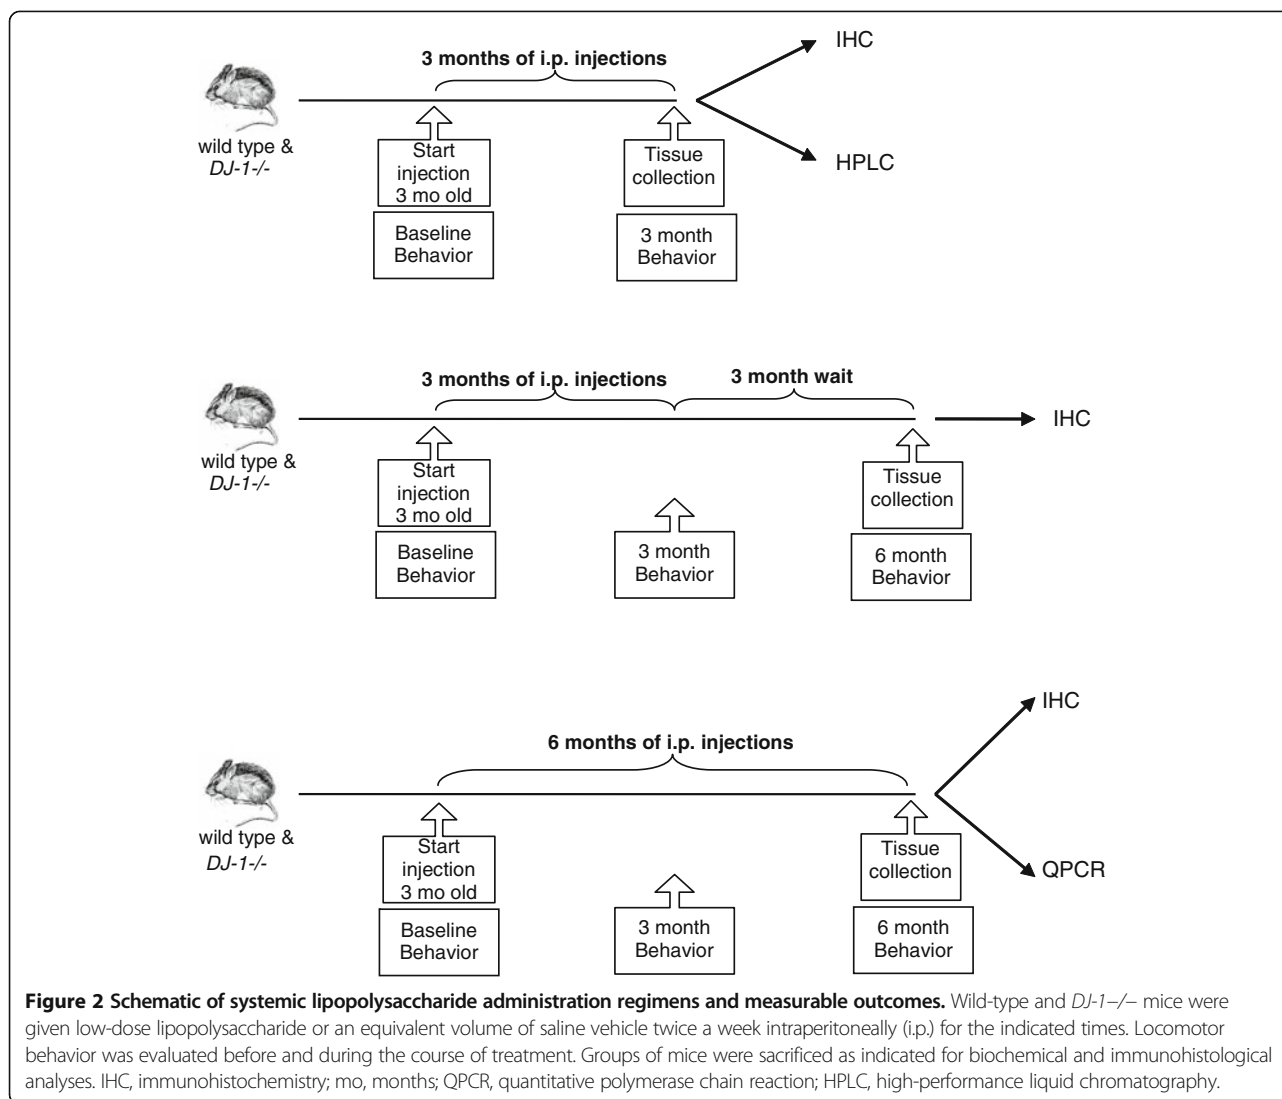 3 months of i.p. injections
IHC
HPLC
wild type &
DJ-1-/-
Start
injection
3 mo old
Baseline
Behavior
Tissue
collection
3 month
Behavior
3 months of i.p. injections
3 month wait
IHC
wild type &
DJ-1-/-
Start
injection
3 mo old
Baseline
Behavior
3 month
Behavior
Tissue
collection
6 month
Behavior
6 months of i.p. injections
IHC
QPCR
wild type &
DJ-1-/-
Start
injection
3 mo old
Baseline
Behavior
3 month
Behavior
Tissue
collection
6 month
Behavior
Figure 2 Schematic of systemic lipopolysaccharide administration regimens and measurable outcomes. Wild-type and DJ-1−/− mice were
given low-dose lipopolysaccharide or an equivalent volume of saline vehicle twice a week intraperitoneally (i.p.) for the indicated times. Locomotor
behavior was evaluated before and during the course of treatment. Groups of mice were sacrificed as indicated for biochemical and immunohistological
analyses. IHC, immunohistochemistry; mo, months; QPCR, quantitative polymerase chain reaction; HPLC, high-performance liquid chromatography.